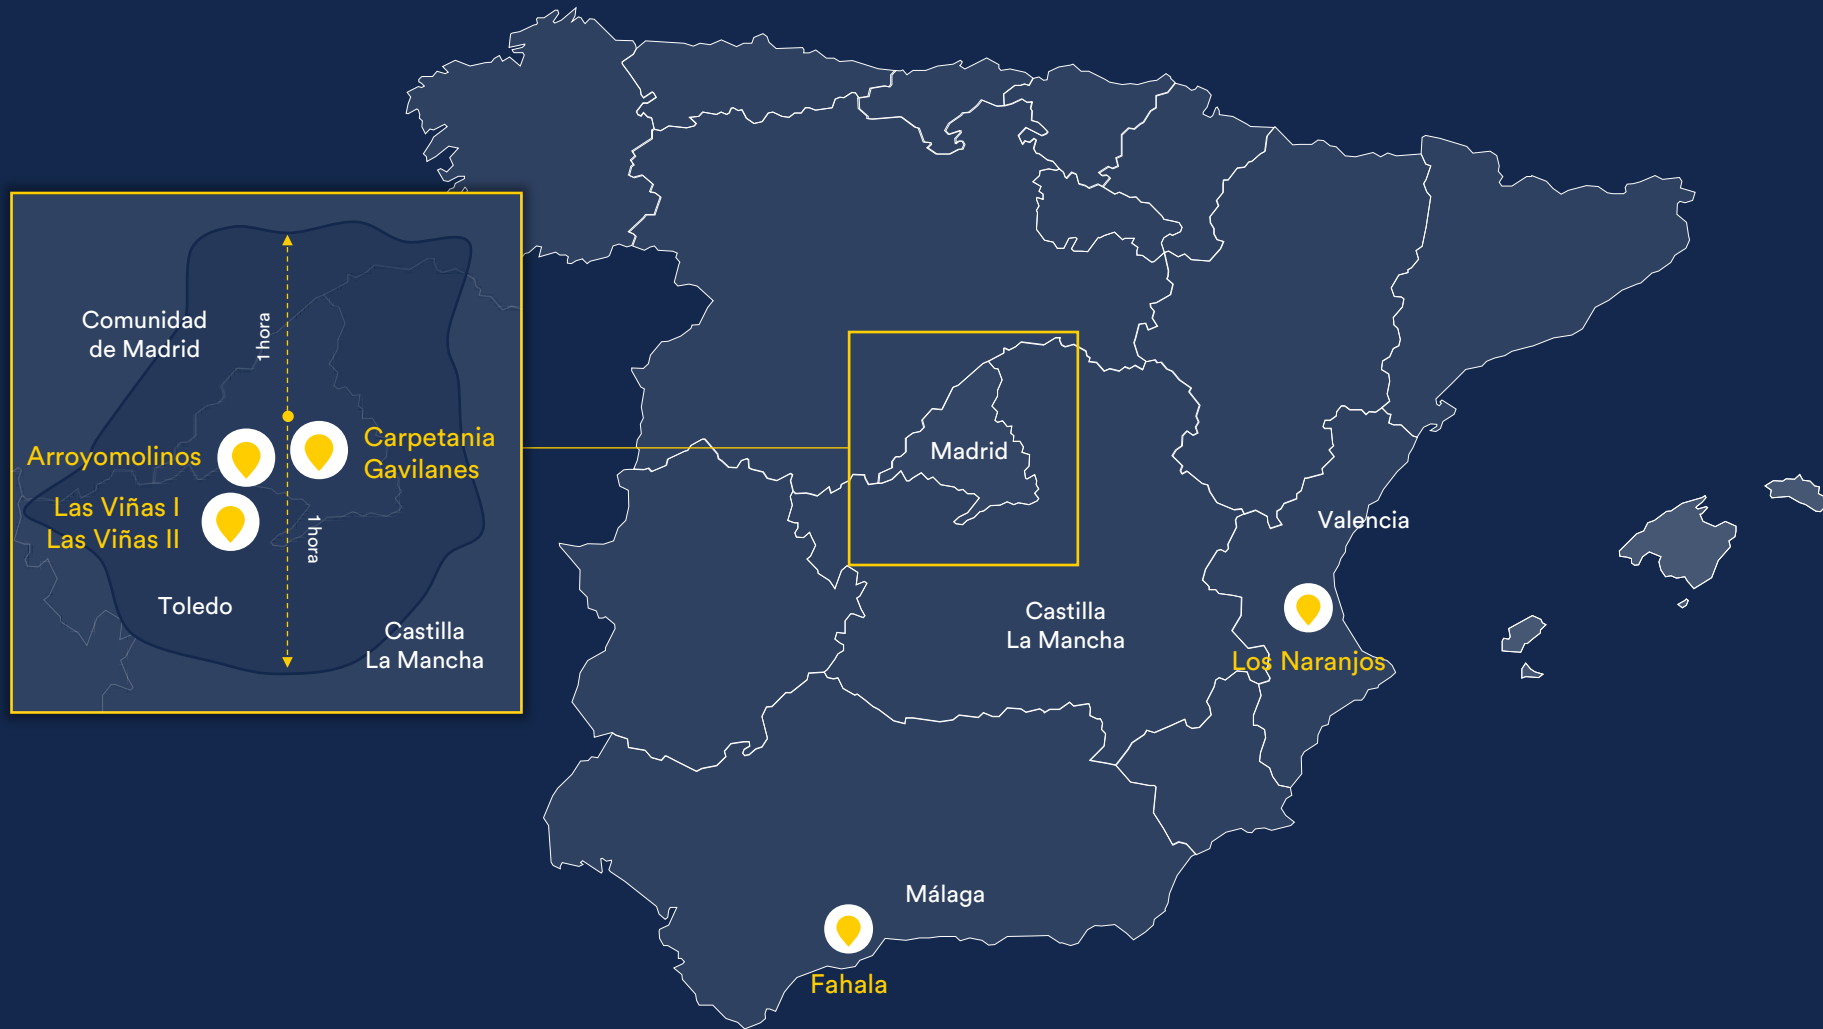 Comunidad
de Madrid
1 hora
Arroyomolinos
Carpetania
Gavilanes
Las Viñas I
Las Viñas II
1 hora
Toledo
Castilla
La Mancha
Madrid
Valencia
Castilla
La Mancha
Los Naranjos
Málaga
Fahala